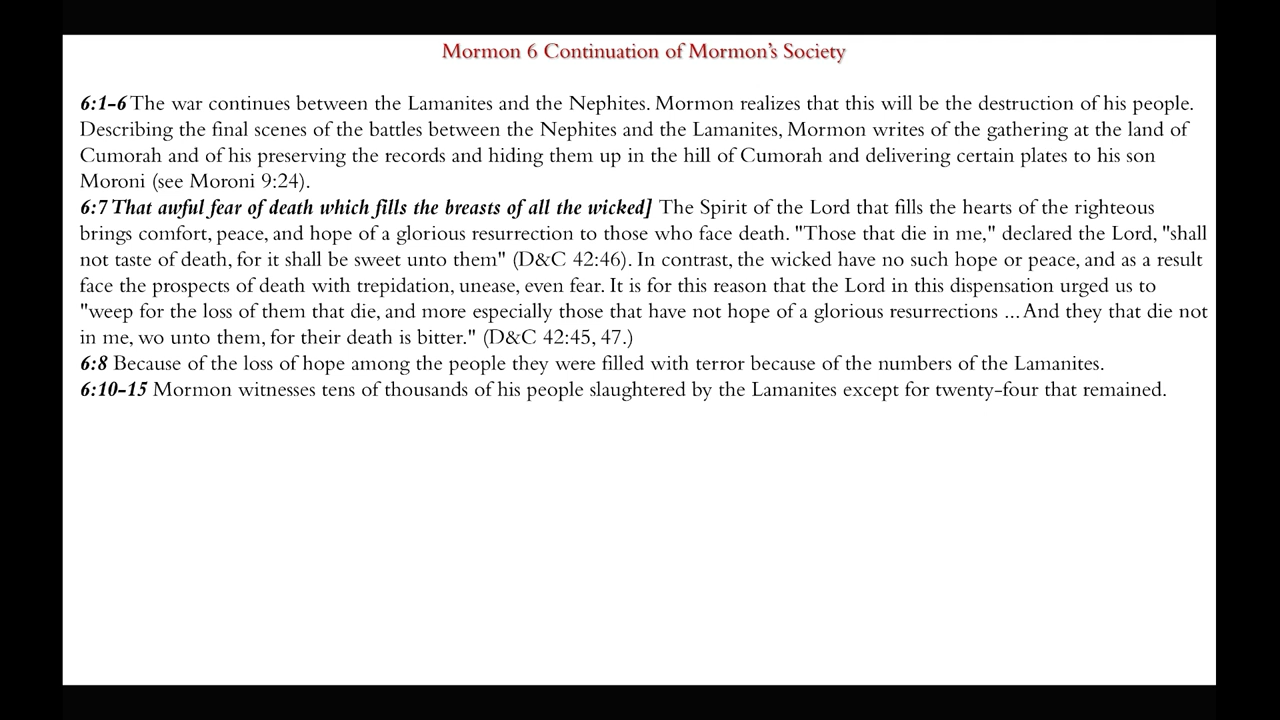 Mormon 6 Continuation of Mormon's Society
6:1-6 The war continues between the Lamanites and the Nephites. Mormon realizes that this will be the destruction of his people.
Describing the final scenes of the battles between the Nephites and the Lamanites, Mormon writes of the gathering at the land of
Cumorah and of his preserving the records and hiding them up in the hill of Cumorah and delivering certain plates to his son
Moroni (see Moroni 9:24).
6:7 That awful fear of death which fills the breasts of all the wicked] The Spirit of the Lord that fills the hearts of the righteous
brings comfort, peace, and hope of a glorious resurrection to those who face death. "Those that die in me," declared the Lord, "shall
not taste of death, for it shall be sweet unto them" (D&C 42:46). In contrast, the wicked have no such hope or peace, and as a result
face the prospects of death with trepidation, unease, even fear. It is for this reason that the Lord in this dispensation urged us to
"weep for the loss of them that die, and more especially those that have not hope of a glorious resurrections ... And they that die not
in me, wo unto them, for their death is bitter." (D&C 42:45, 47.)
6:8 Because of the loss of hope among the people they were filled with terror because of the numbers of the Lamanites.
6:10-15 Mormon witnesses tens of thousands of his people slaughtered by the Lamanites except for twenty-four that remained.